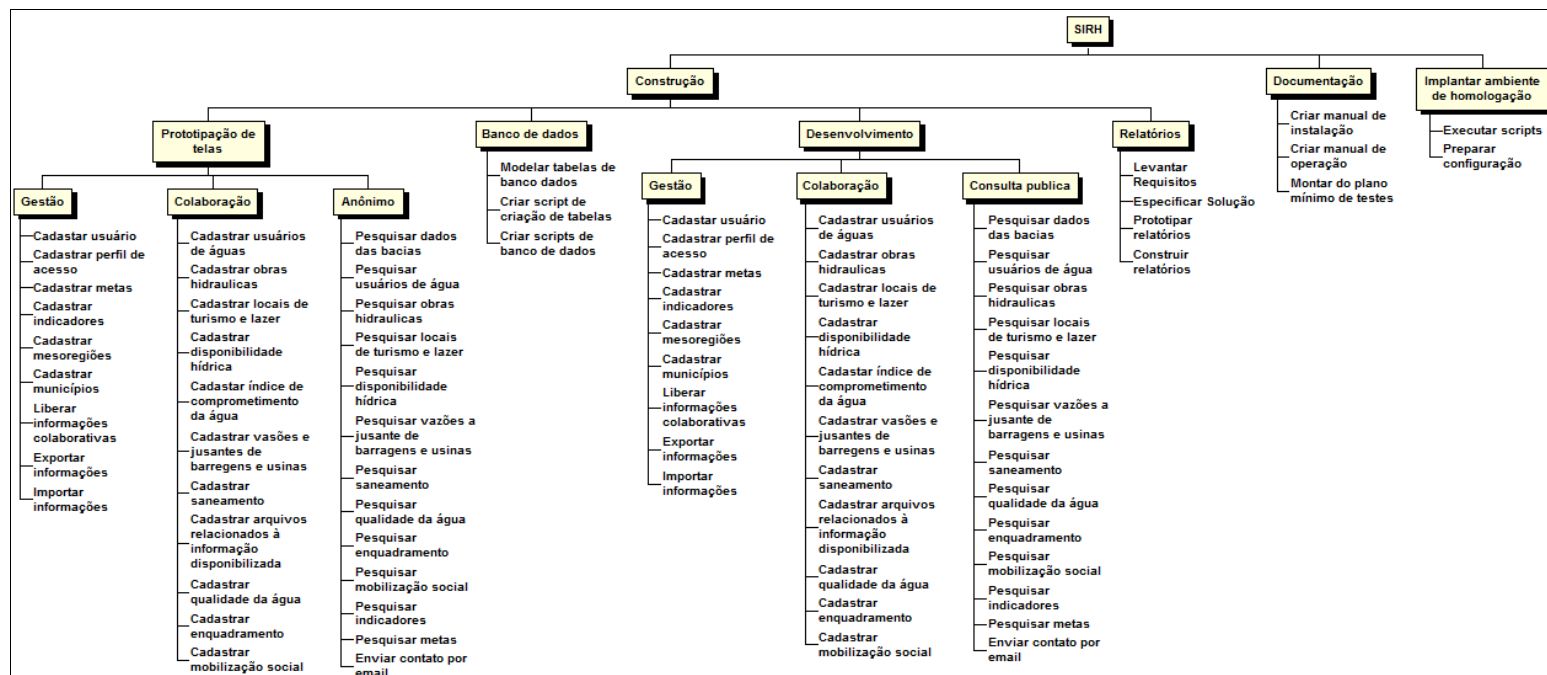 SIRH
Construção
Documentação
Implantar ambiente
de homologação
Prototipação de
telas
Banco de dados
Desenvolvimento
Relatórios
Criar manual de
instalação
Criar manual de
operação
Montar do plano
mínimo de testes
Executar scripts
Preparar
configuração
Gestão
Cadastar usuário
Cadastrar perfil de
acesso
Cadastrar metas
Cadastrar
indicadores
Cadastrar
mesoregiões
Cadastrar
municípios
Liberar
informações
colaborativas
Exportar
informações
Importar
informações
Colaboração
Cadastrar usuários
de águas
Cadastrar obras
hidraulicas
Cadastrar locais de
turismo e lazer
Cadastrar
disponibilidade
hídrica
Cadastar índice de
comprometimento
da água
Cadastrar vasões e
jusantes de
barregens e usinas
Cadastrar
saneamento
Cadastrar arquivos
relacionados à
informação
disponibilizada
Cadastrar
qualidade da água
Cadastrar
enquadramento
Cadastrar
mobilização social
Anônimo
Pesquisar dados
das bacias
Pesquisar
usuários de água
Pesquisar obras
hidraulicas
Pesquisar locais
de turismo e lazer
Pesquisar
disponibilidade
hídrica
Pesquisar vazões a
jusante de
barragens e usinas
Pesquisar
saneamento
Pesquisar
qualidade da água
Pesquisar
enquadramento
Pesquisar
mobilização social
Pesquisar
indicadores
Pesquisar metas
Enviar contato por
email
Modelar tabelas de
banco dados
Criar script de
criação de tabelas
Criar scripts de
banco de dados
Gestão
Cadastar usuário
Cadastrar perfil de
acesso
Cadastrar metas
Cadastrar
indicadores
Cadastrar
mesoregiões
Cadastrar
municípios
Liberar
informações
colaborativas
Exportar
informações
Importar
informações
Colaboração
Cadastrar usuários
de águas
Cadastrar obras
hidraulicas
Cadastrar locais de
turismo e lazer
Cadastrar
disponibilidade
hídrica
Cadastar índice de
comprometimento
da água
Cadastrar vasões e
jusantes de
barregens e usinas
Cadastrar
saneamento
Cadastrar arquivos
relacionados à
informação
disponibilizada
Cadastrar
qualidade da água
Cadastrar
enquadramento
Cadastrar
mobilização social
Consulta publica
Pesquisar dados
das bacias
Pesquisar
usuários de água
Pesquisar obras
hidraulicas
Pesquisar locais
de turismo e lazer
Pesquisar
disponibilidade
hídrica
Pesquisar vazões a
jusante de
barragens e usinas
Pesquisar
saneamento
Pesquisar
qualidade da água
Pesquisar
enquadramento
Pesquisar
mobilização social
Pesquisar
indicadores
Pesquisar metas
Enviar contato por
email
Levantar
Requisitos
Especificar Solução
Prototipar
relatórios
Construir
relatórios